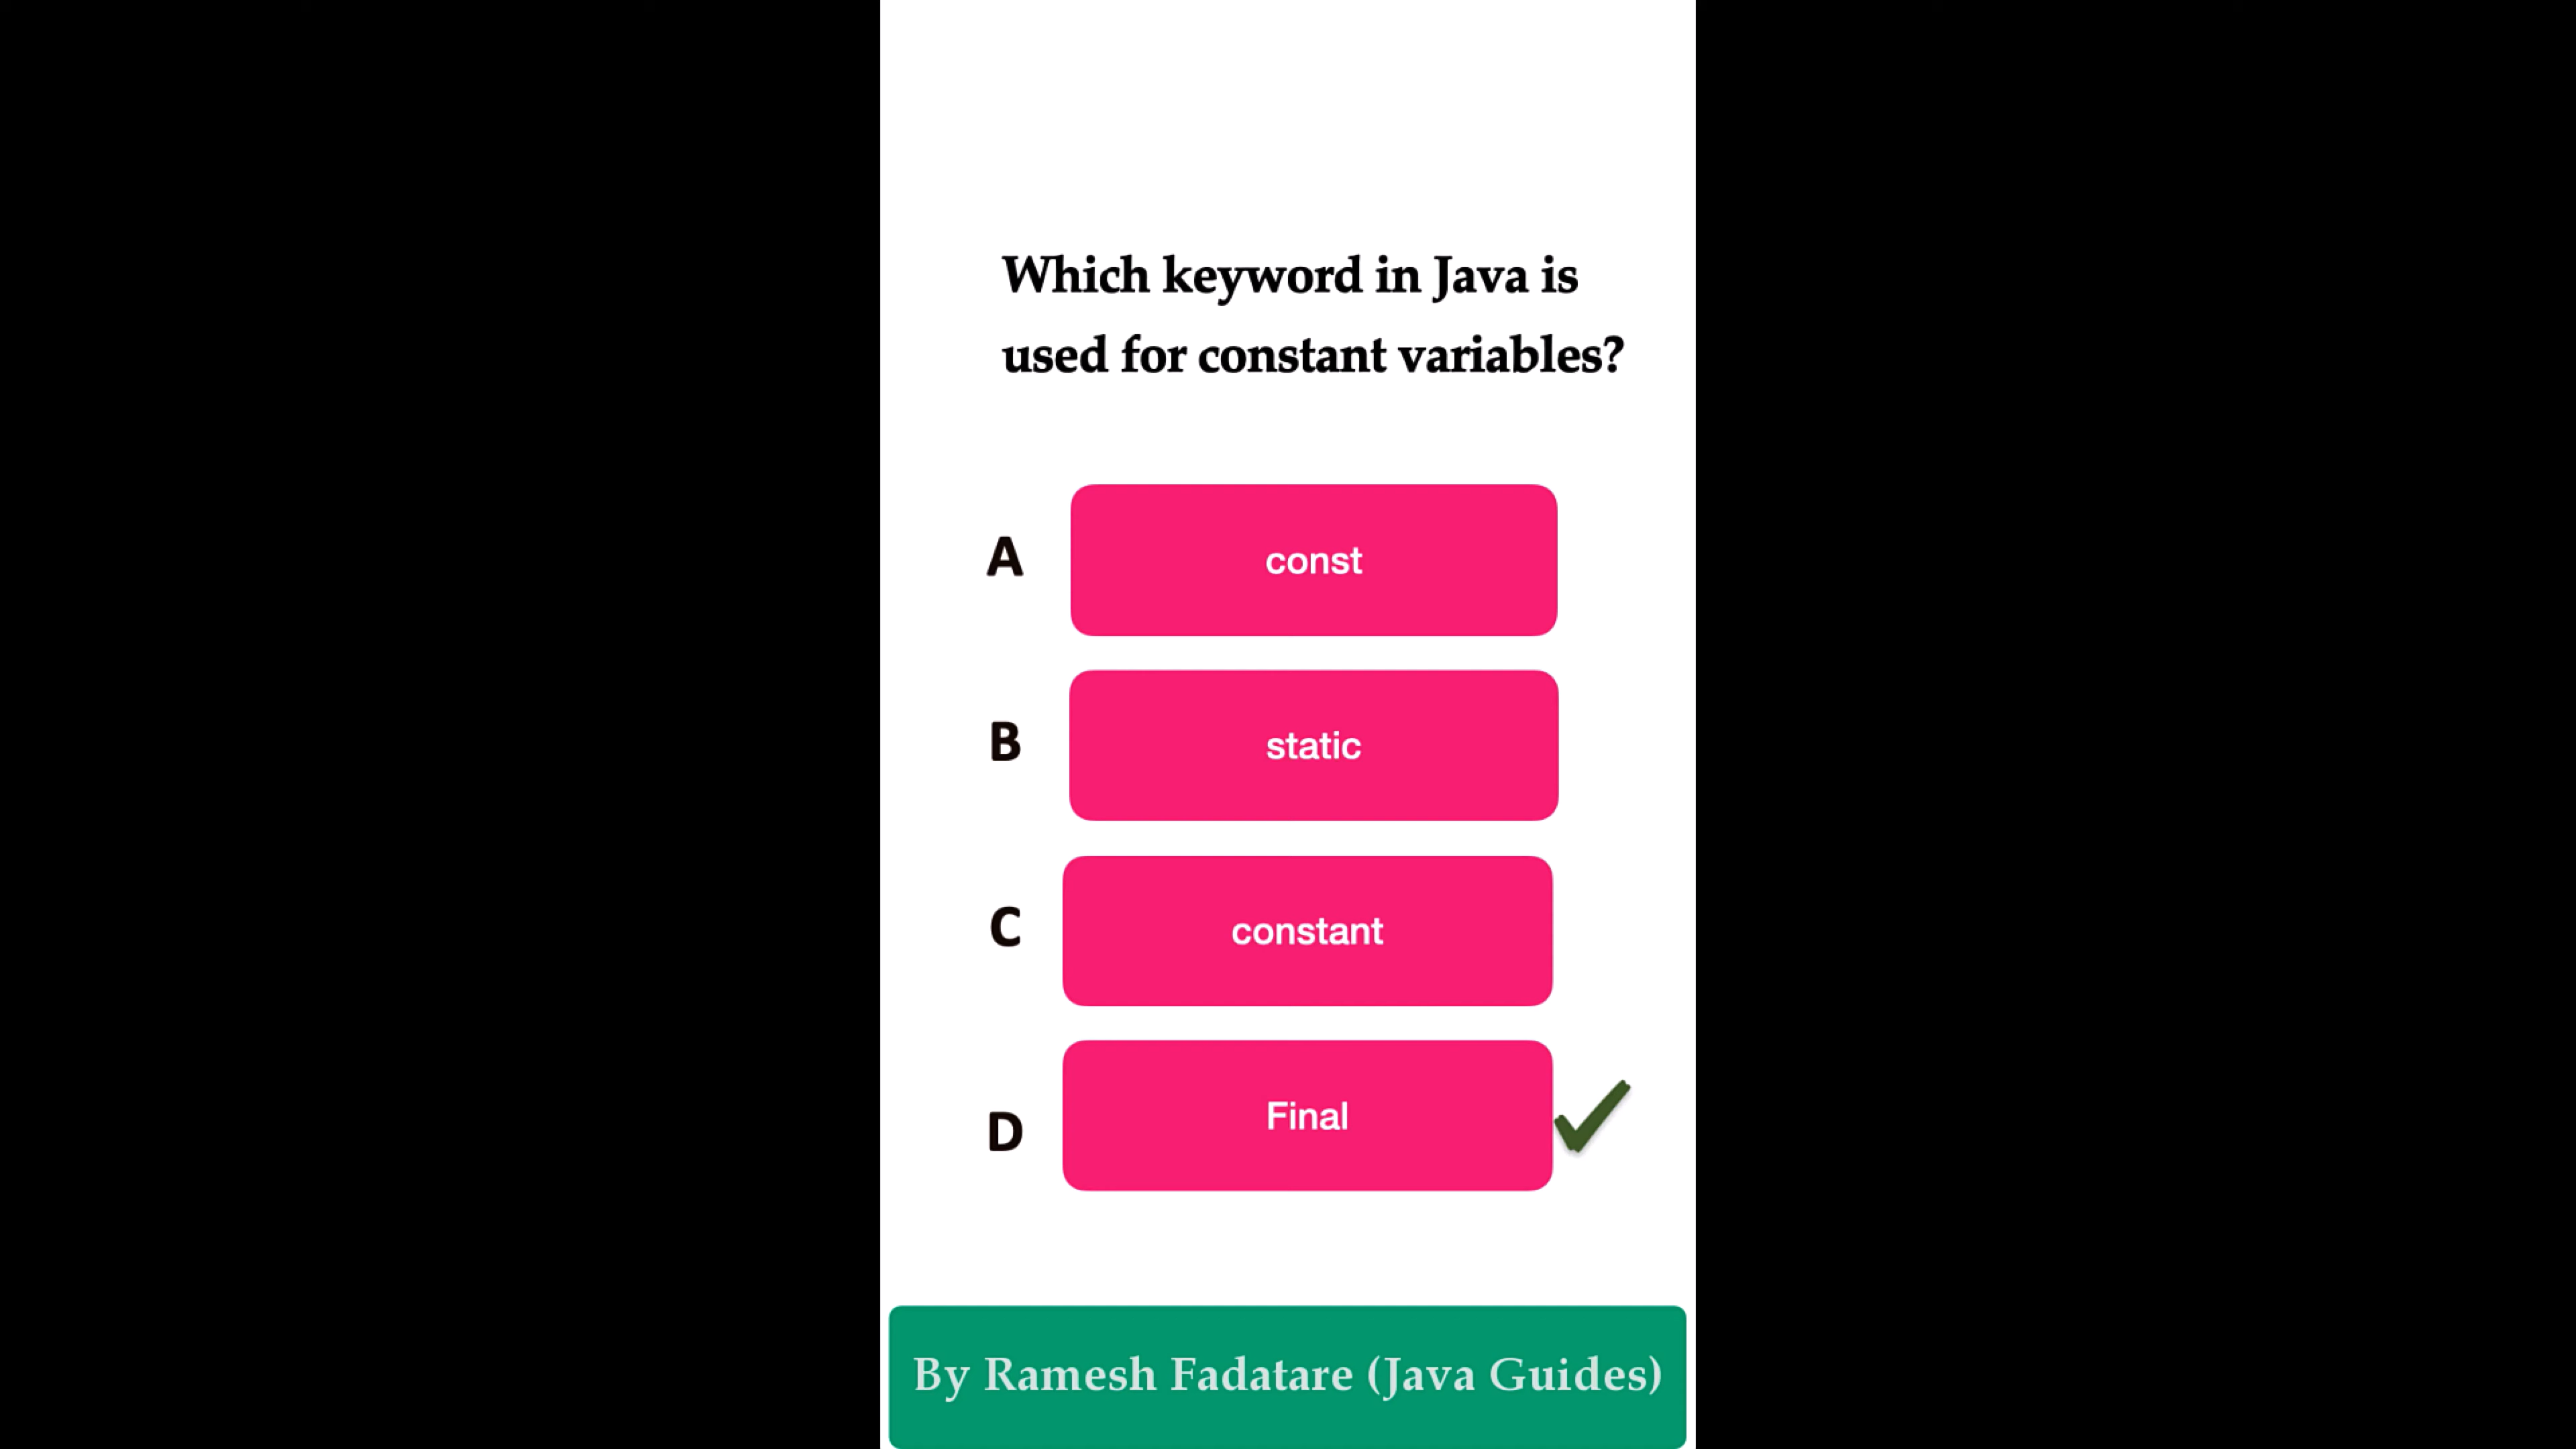 Which keyword in Java is
used for constant variables?
A
const
B
static
C
constant
D
Final
By Ramesh Fadatare (Java Guides)